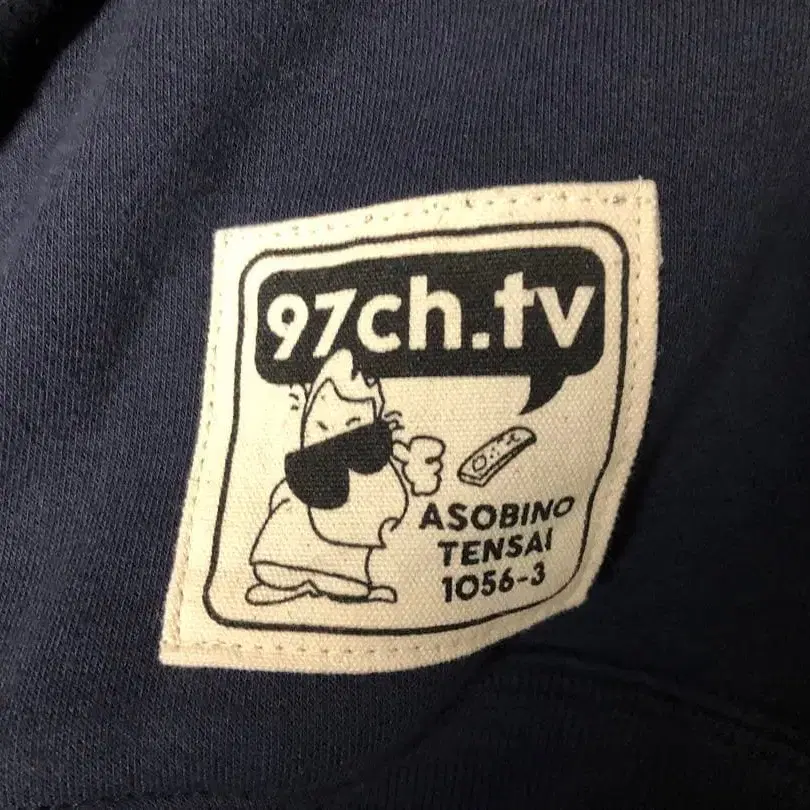 97ch.tv
ASOBINO
TENSAI
1056-3